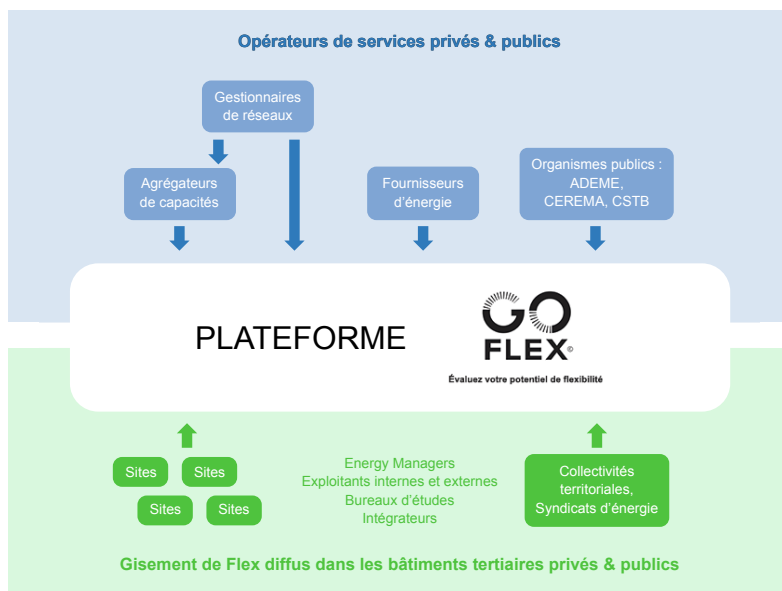 Opérateurs de services privés & publics
Gestionnaires
de réseaux
Agrégateurs
de capacités
Fournisseurs
d'énergie
Organismes publics :
ADEME,
CEREMA, CSTB
PLATEFORME
GO
FLEX©
Évaluez votre potentiel de flexibilité
Sites
Sites
Sites
Sites
Energy Managers
Exploitants internes et externes
Bureaux d'études
Intégrateurs
Collectivités
territoriales,
Syndicats d'énergie
Gisement de Flex diffus dans les bâtiments tertiaires privés & publics